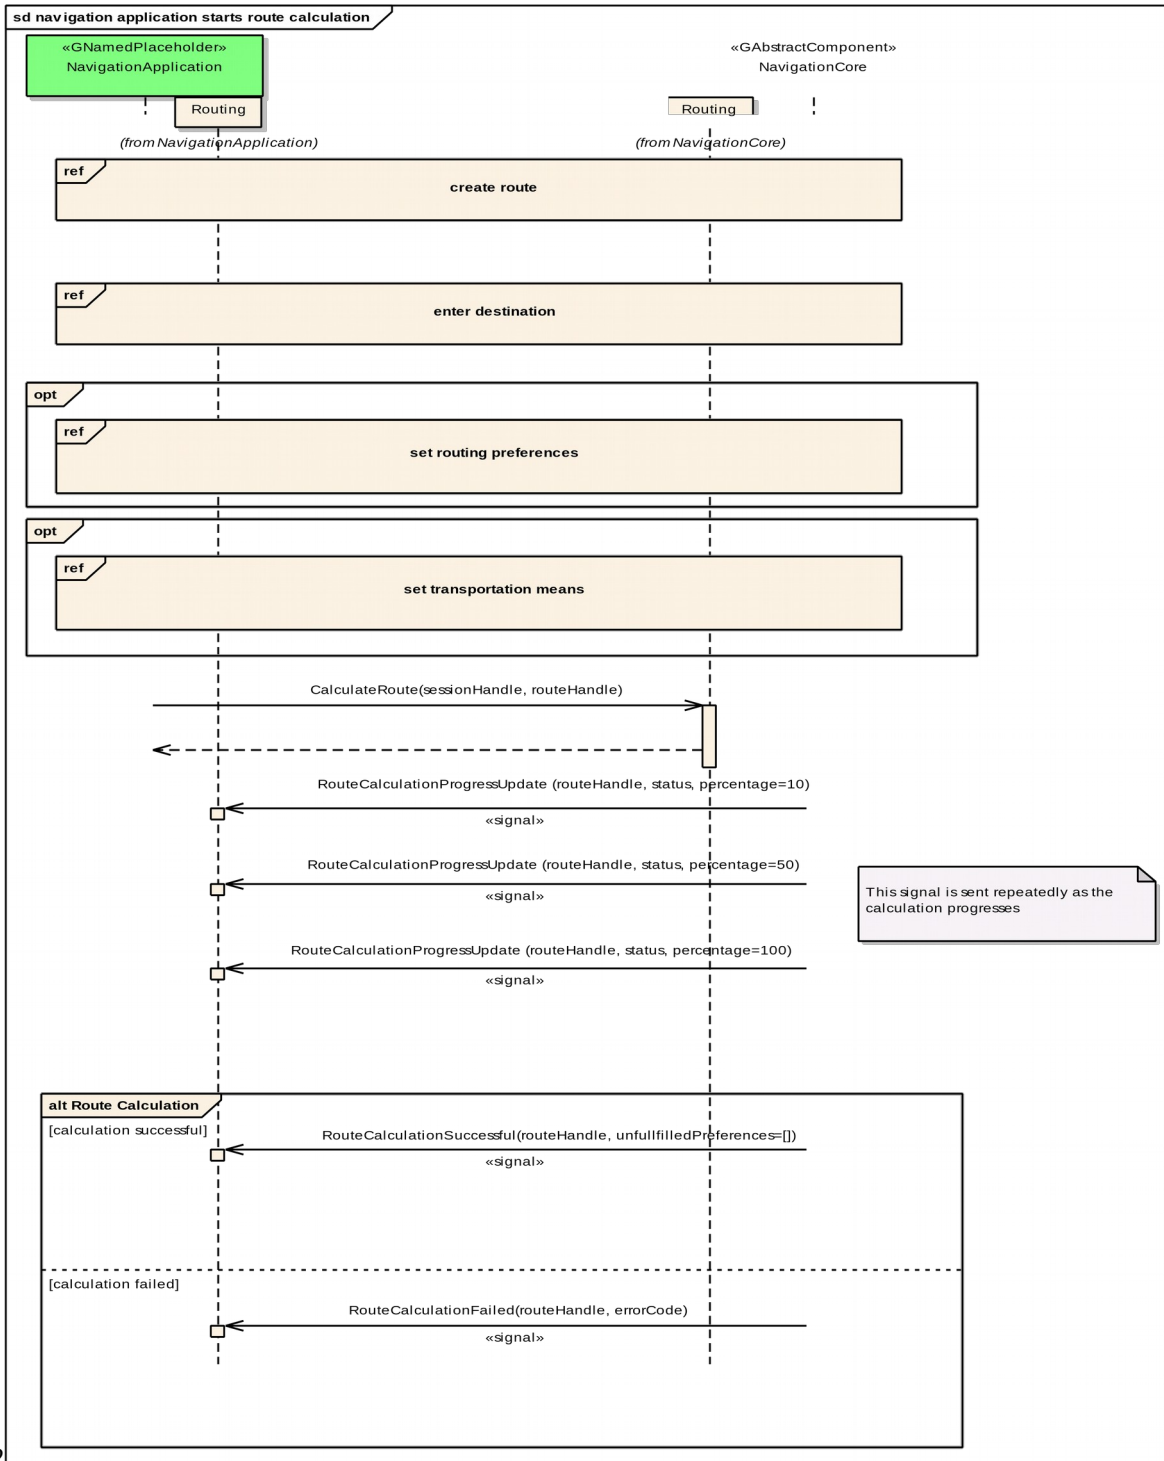 sd navigation application starts route calculation
«GNamedPlaceholder»
NavigationApplication
«GAbstractComponent»
NavigationCore
Routing
Routing
(from NavigationApplication)
(from NavigationCore)
ref
create route
ref
enter destination
opt
ref
set routing preferences
opt
ref
set transportation means
CalculateRoute(sessionHandle, routeHandle)
RouteCalculationProgressUpdate (routeHandle, status, percentage=10)
«signal»
RouteCalculationProgressUpdate (routeHandle, status, percentage=50)
«signal»
This signal is sent repeatedly as the
calculation progresses
RouteCalculationProgressUpdate (routeHandle, status, percentage=100)
«signal»
alt Route Calculation
[calculation successful]
RouteCalculationSuccessful(routeHandle, unfullfilledPreferences=[])
«signal»
[calculation failed]
RouteCalculationFailed(routeHandle, errorCode)
«signal»